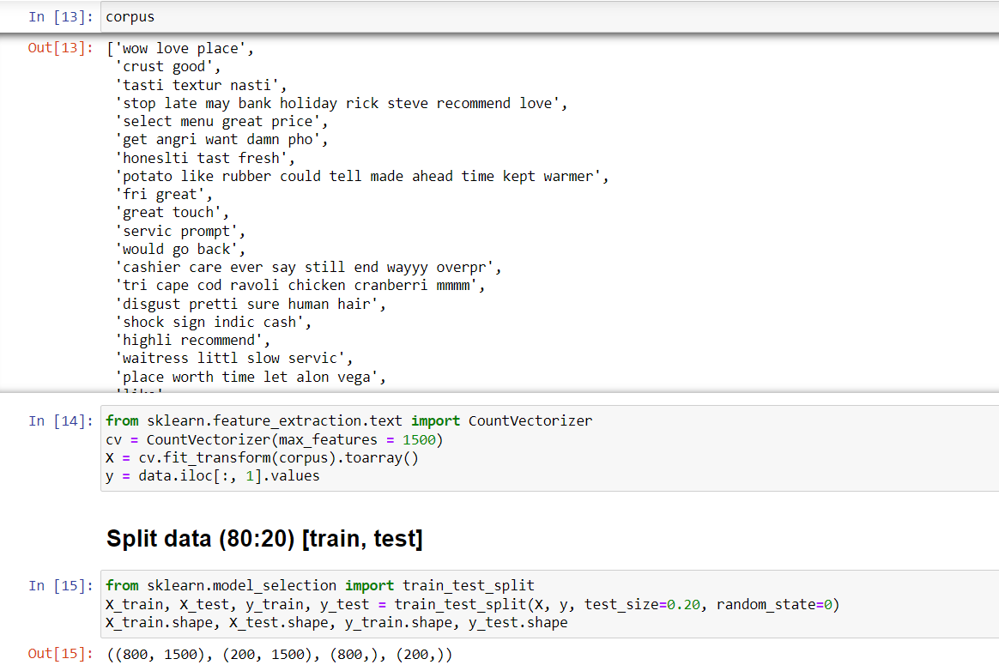 In [13]: corpus
Out[13]: ['wow love place',
'crust good',
'tasti textur nasti',
'stop late may bank holiday rick steve recommend love',
'select menu great price',
'get angri want damn pho',
'honeslti tast fresh',
'potato like rubber could tell made ahead time kept warmer',
'fri great',
'great touch',
'servic prompt',
'would go back',
'cashier care ever say still end wayyy overpr',
'tri cape cod ravoli chicken cranberri mmmm',
'disgust pretti sure human hair',
'shock sign indic cash',
'highli recommend',
'waitress littl slow servic',
'place worth time let alon vega',
In [14]: from sklearn.feature_extraction.text import CountVectorizer
cv = CountVectorizer(max_features = 1500)
X = cv.fit_transform(corpus).toarray()
y = data.iloc[:, 1].values
Split data (80:20) [train, test]
In [15]: from sklearn.model_selection import train_test_split
X_train, X_test, y_train, y_test = train_test_split(X, y, test_size=0.20, random_state=0)
X_train.shape, X_test.shape, y_train.shape, y_test.shape
Out[15]: ((800, 1500), (200, 1500), (800,), (200,))